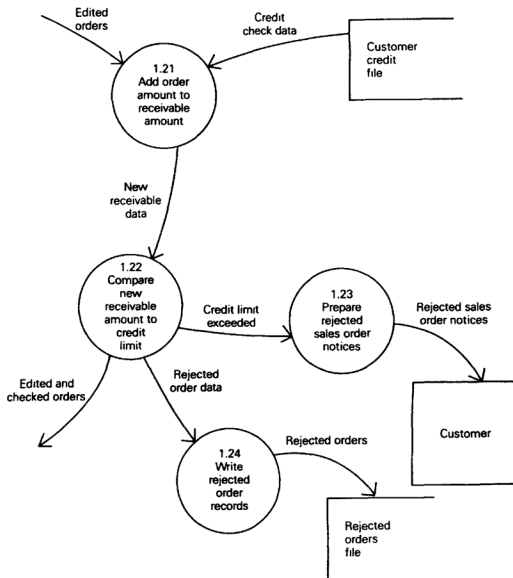 Edited
orders
Credit
check data
Customer
credit
file
1.21
Add order
amount to
receivable
amount
New
receivable
data
1.22
Compare
new
receivable
amount to
credit
limit
Credit limit
exceeded
1.23
Prepare
rejected
sales order
notices
Rejected sales
order notices
Edited and
checked orders
Rejected
order data
Customer
1.24
Write
rejected
order
records
Rejected orders
Rejected
orders
file